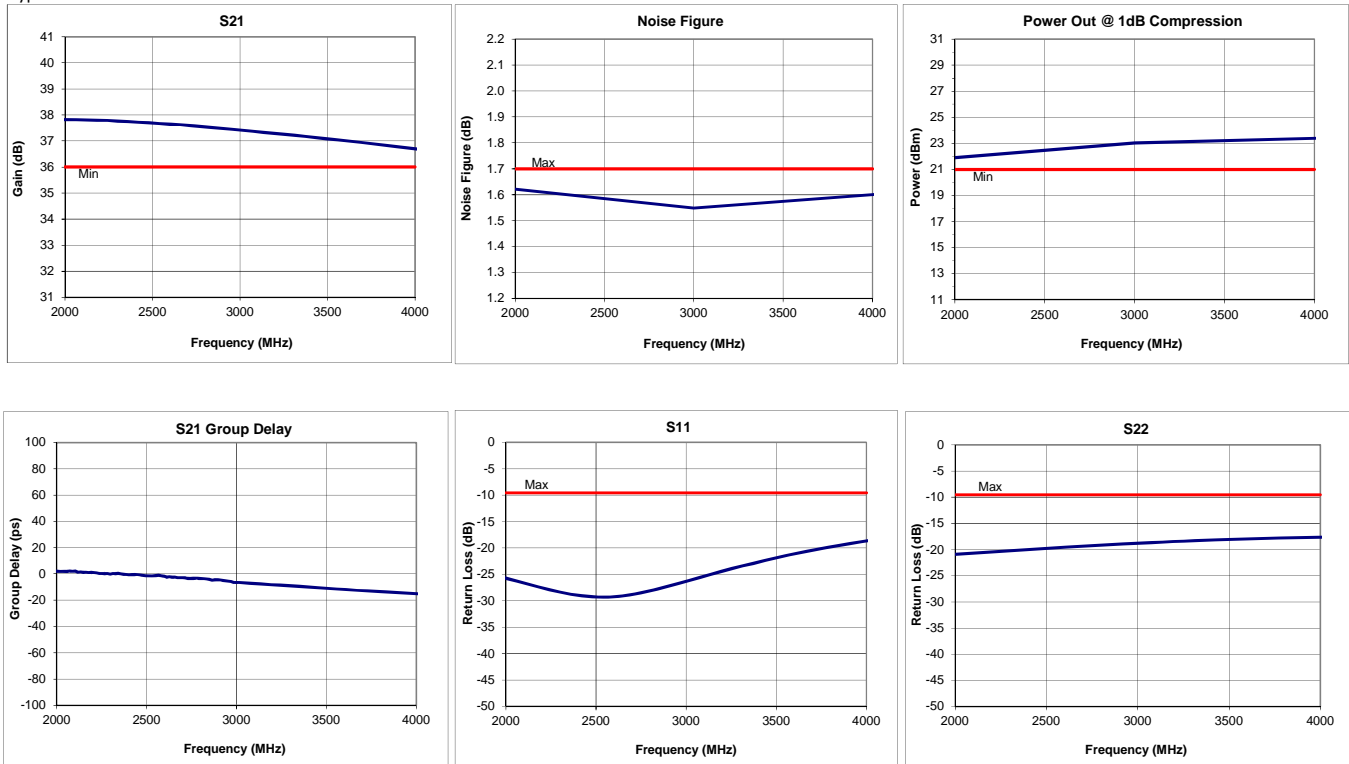 S21
41
40
39
38
37
36
35
34
33
32
31
Gain (dB)
Min
2000 2500 3000 3500 4000
Frequency (MHz)
Noise Figure
2.2
2.1
2.0
1.9
1.8
1.7
1.6
1.5
1.4
1.3
1.2
Noise Figure (dB)
Max
2000 2500 3000 3500 4000
Frequency (MHz)
Power Out @ 1dB Compression
31
29
27
25
23
21
19
17
15
13
11
Power (dBm)
Min
2000 2500 3000 3500 4000
Frequency (MHz)
S21 Group Delay
100
80
60
40
20
0
-20
-40
-60
-80
-100
Group Delay (ps)
2000 2500 3000 3500 4000
Frequency (MHz)
S11
0
-5
-10
-15
-20
-25
-30
-35
-40
-45
-50
Return Loss (dB)
Max
2000 2500 3000 3500 4000
Frequency (MHz)
S22
0
-5
-10
-15
-20
-25
-30
-35
-40
-45
-50
Return Loss (dB)
Max
2000 2500 3000 3500 4000
Frequency (MHz)